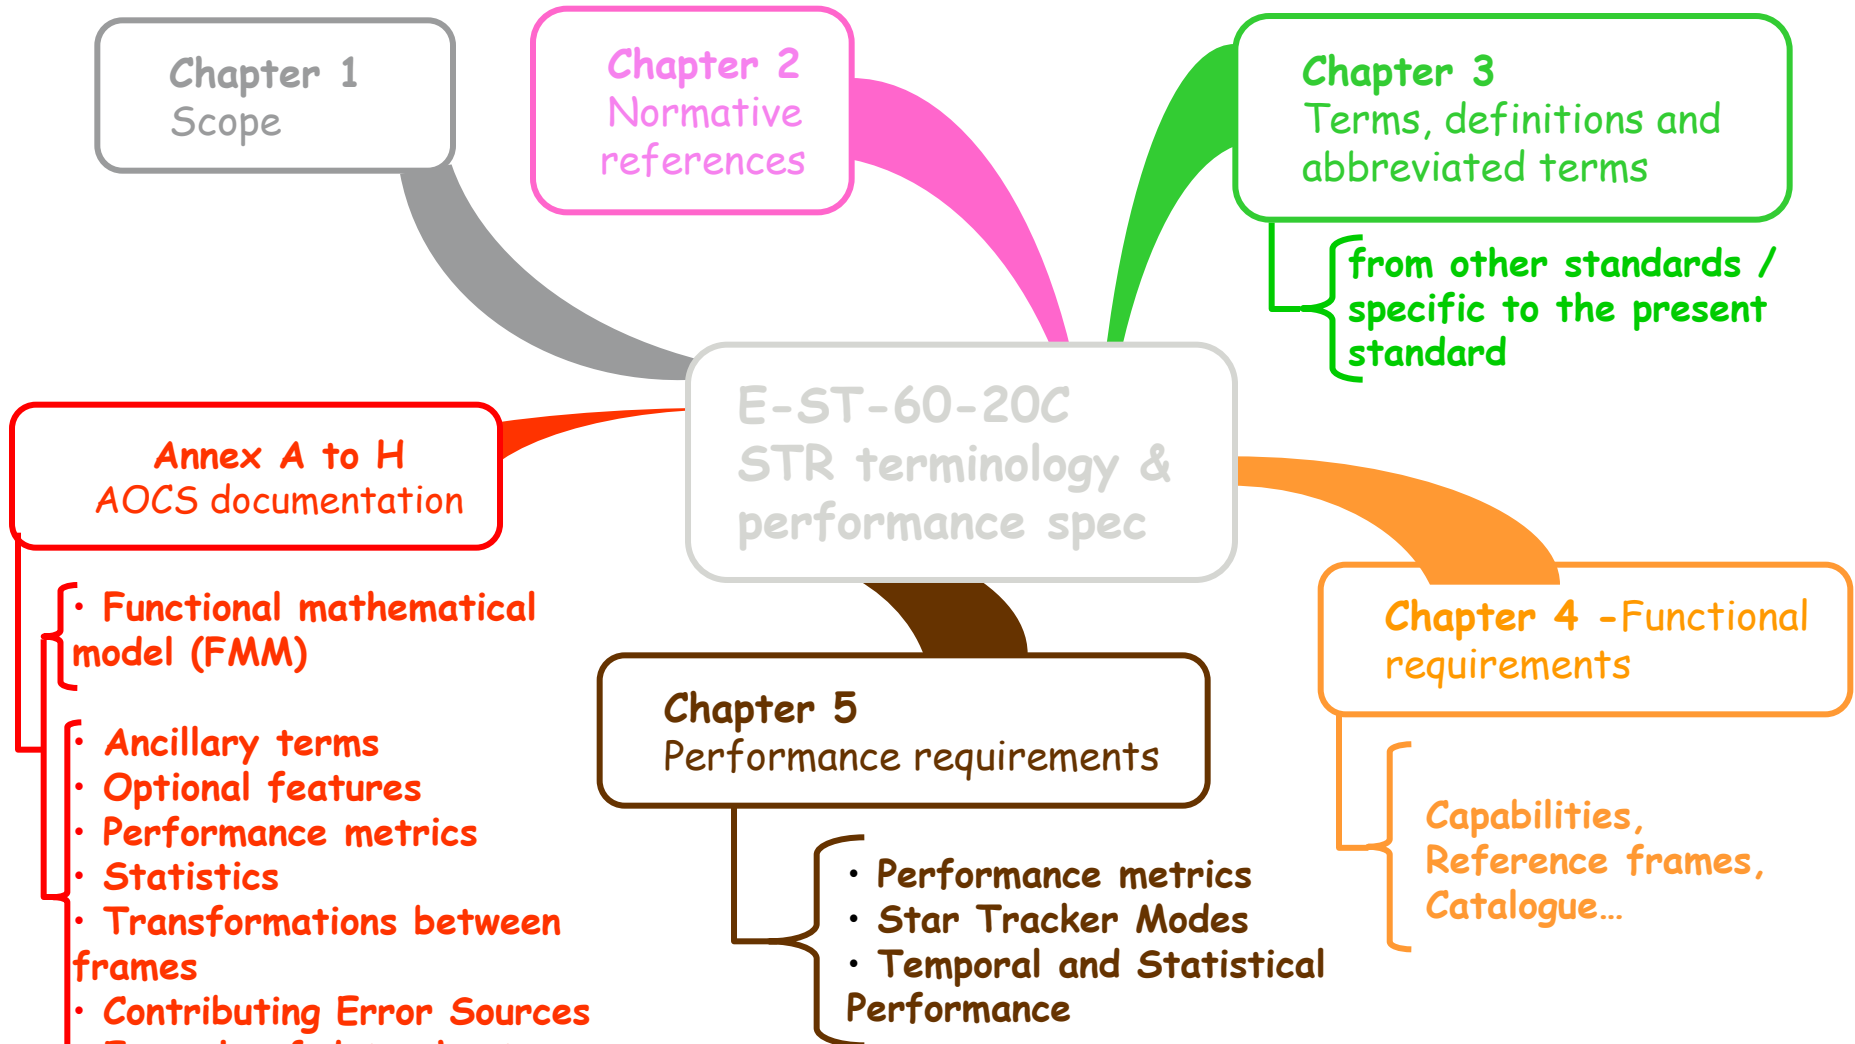 Chapter 1
Scope
Chapter 2
Normative
references
Chapter 3
Terms, definitions and
abbreviated terms
from other standards /
specific to the present
standard
E-ST-60-20C
STR terminology &
performance spec
Annex A to H
AOCS documentation
• Functional mathematical
model (FMM)
• Ancillary terms
• Optional features
• Performance metrics
• Statistics
• Transformations between
frames
• Contributing Error Sources
Chapter 5
Performance requirements
• Performance metrics
• Star Tracker Modes
• Temporal and Statistical
Performance
Chapter 4 -Functional
requirements
Capabilities,
Reference frames,
Catalogue…